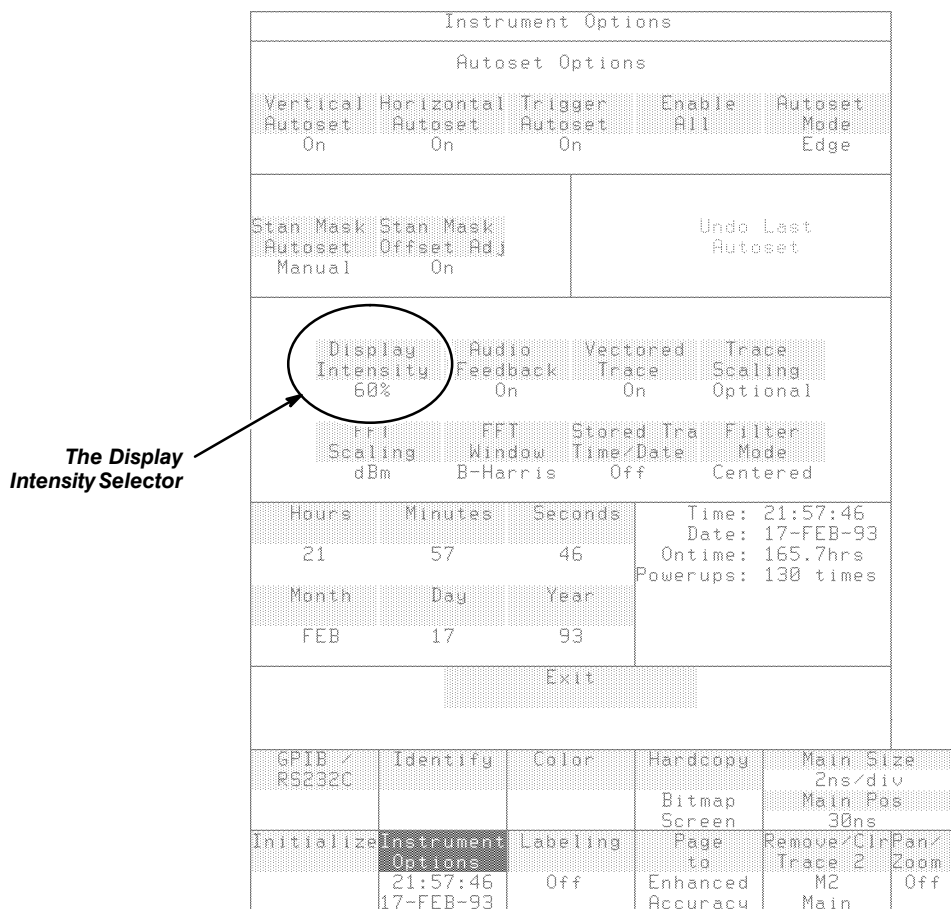 Instrument Options
Autoset Options
Vertical Horizontal Trigger Enable Autoset
Autoset Autoset Autoset All Mode
On On On Edge
Stan Mask Stan Mask Undo Last
Autoset Offset Adj Autoset
Manual On
Display Audio Vectored Trace
Intensity Feedback Trace Scaling
60% On On Optional
The Display
Intensity Selector
FFT FFT Stored Tra Filter
Scaling Window Time/Date Mode
dBm B-Harris Off Centered
Hours Minutes Seconds Time: 21:57:46
Date: 17-FEB-93
21 57 46 Ontime: 165.7hrs
Powerups: 130 times
Month Day Year
FEB 17 93
Exit
GPIB / Identify Color Hardcopy Main Size
RS232C 2ns/div
Bitmap Main Pos
Screen 30ns
Initialize Instrument Labeling Page Remove/Clr Pan/
Options to Trace 2 Zoom
21:57:46 Off Enhanced M2 Off
17-FEB-93 Accuracy Main